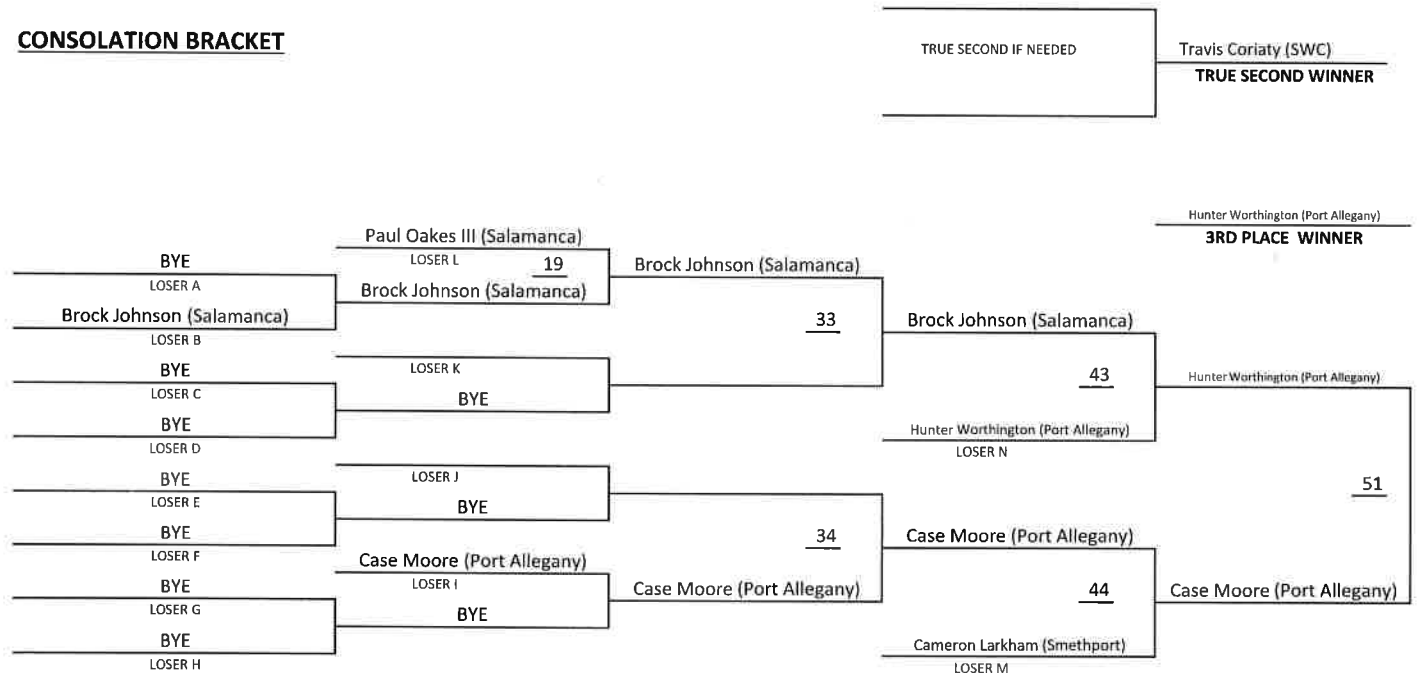 CONSOLATION BRACKET
TRUE SECOND IF NEEDED
Travis Coriaty (SWC)
TRUE SECOND WINNER
Hunter Worthington (Port Allegany)
3RD PLACE WINNER
Paul Oakes III (Salamanca)
LOSER L
19
BYE
LOSER A
Brock Johnson (Salamanca)
Brock Johnson (Salamanca)
Brock Johnson (Salamanca)
LOSER B
33
Brock Johnson (Salamanca)
BYE
LOSER C
LOSER K
BYE
43
Hunter Worthington (Port Allegany)
BYE
LOSER D
Hunter Worthington (Port Allegany)
LOSER N
BYE
LOSER E
LOSER J
BYE
51
BYE
LOSER F
34
Case Moore (Port Allegany)
Case Moore (Port Allegany)
LOSER I
BYE
LOSER G
BYE
Case Moore (Port Allegany)
44
Case Moore (Port Allegany)
BYE
LOSER H
Cameron Larkham (Smethport)
LOSER M